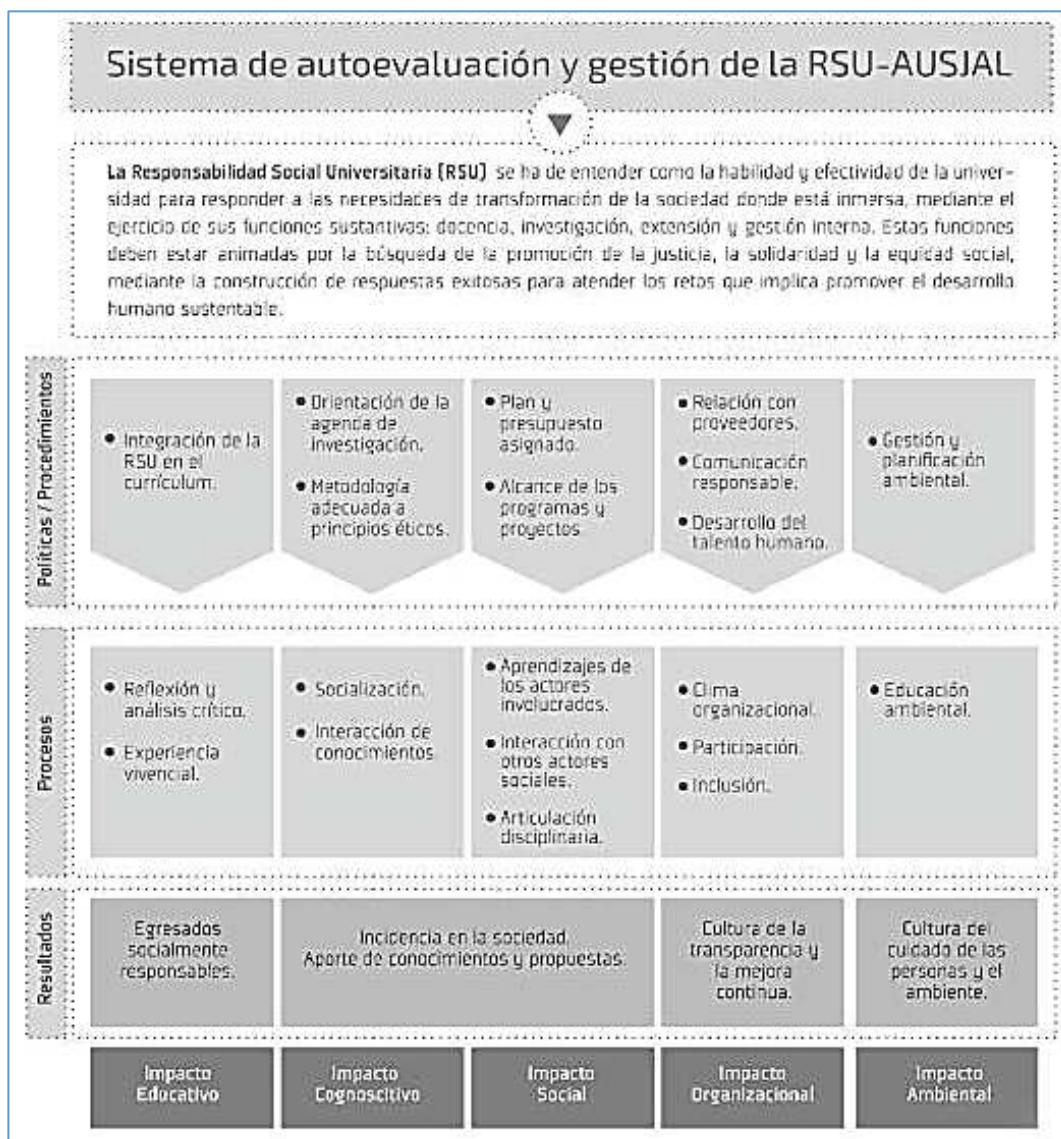 Sistema de autoevaluación y gestión de la RSU-AUSJAL
La Responsabilidad Social Universitaria (RSU) se ha de entender como la habilidad y efectividad de la univer-
sidad para responder a las necesidades de transformación de la sociedad donde está inmersa, mediante el
ejercicio de sus funciones sustantivas: docencia, investigación, extensión y gestión interna. Estas funciones
deben estar animadas por la búsqueda de la promoción de la justicia, la solidaridad y la equidad social,
mediante la construcción de respuestas exitosas para atender los retos que implica promover el desarrollo
humano sustentable.
Políticas / Procedimientos
• Integración de la
RSU en el
currículum.
• Orientación de la
agenda de
investigación.
• Metodología
adecuada a
principios éticos.
• Plan y
presupuesto
asignado.
• Alcance de los
programas y
proyectos
• Relación con
proveedores.
• Comunicación
responsable.
• Desarrollo del
talento humano.
• Gestión y
planificación
ambiental.
Procesos
• Reflexión y
análisis crítico.
• Experiencia
vivencial.
• Socialización.
• Interacción de
conocimientos.
• Aprendizajes de
los actores
involucrados.
• Interacción con
otros actores
sociales.
• Articulación
disciplinaria.
• Clima
organizacional.
• Participación.
• Inclusión.
• Educación
ambiental.
Resultados
Egresados
socialmente
responsables.
Incidencia en la sociedad.
Aporte de conocimientos y propuestas.
Cultura de la
transparencia y
la mejora
continua.
Cultura del
cuidado de las
personas y el
ambiente.
Impacto
Educativo
Impacto
Cognoscitivo
Impacto
Social
Impacto
Organizacional
Impacto
Ambiental